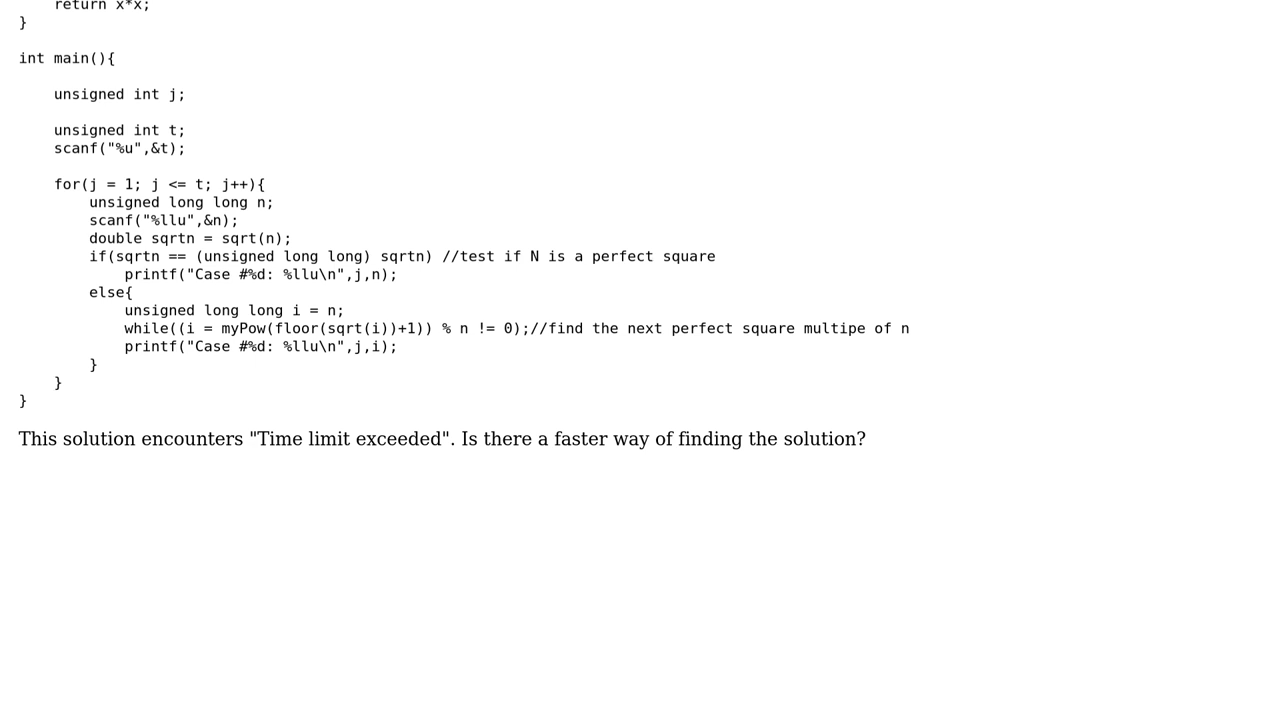 return x*x;
}
int main(){
    unsigned int j;
    unsigned int t;
    scanf("%u",&t);
    for(j = 1; j <= t; j++){
        unsigned long long n;
        scanf("%llu",&n);
        double sqrtn = sqrt(n);
        if(sqrtn == (unsigned long long) sqrtn) //test if N is a perfect square
            printf("Case #%d: %llu\n",j,n);
        else{
            unsigned long long i = n;
            while((i = myPow(floor(sqrt(i))+1)) % n != 0);//find the next perfect square multipe of n
            printf("Case #%d: %llu\n",j,i);
        }
    }
}
This solution encounters "Time limit exceeded". Is there a faster way of finding the solution?